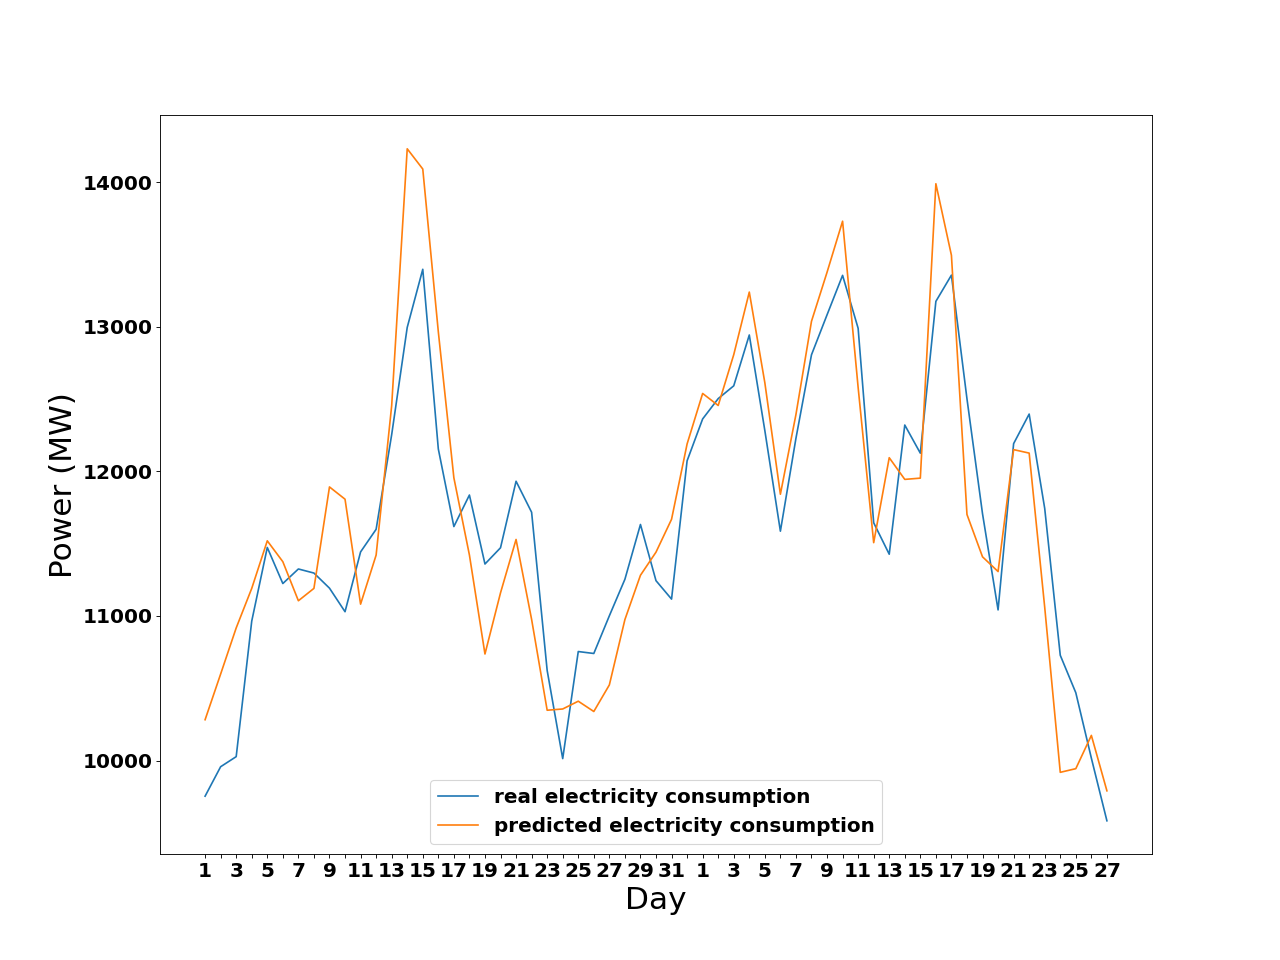 14000
13000
12000
11000
10000
Power (MW)
real electricity consumption
predicted electricity consumption
1 3 5 7 9 11 13 15 17 19 21 23 25 27 29 31 1 3 5 7 9 11 13 15 17 19 21 23 25 27
Day